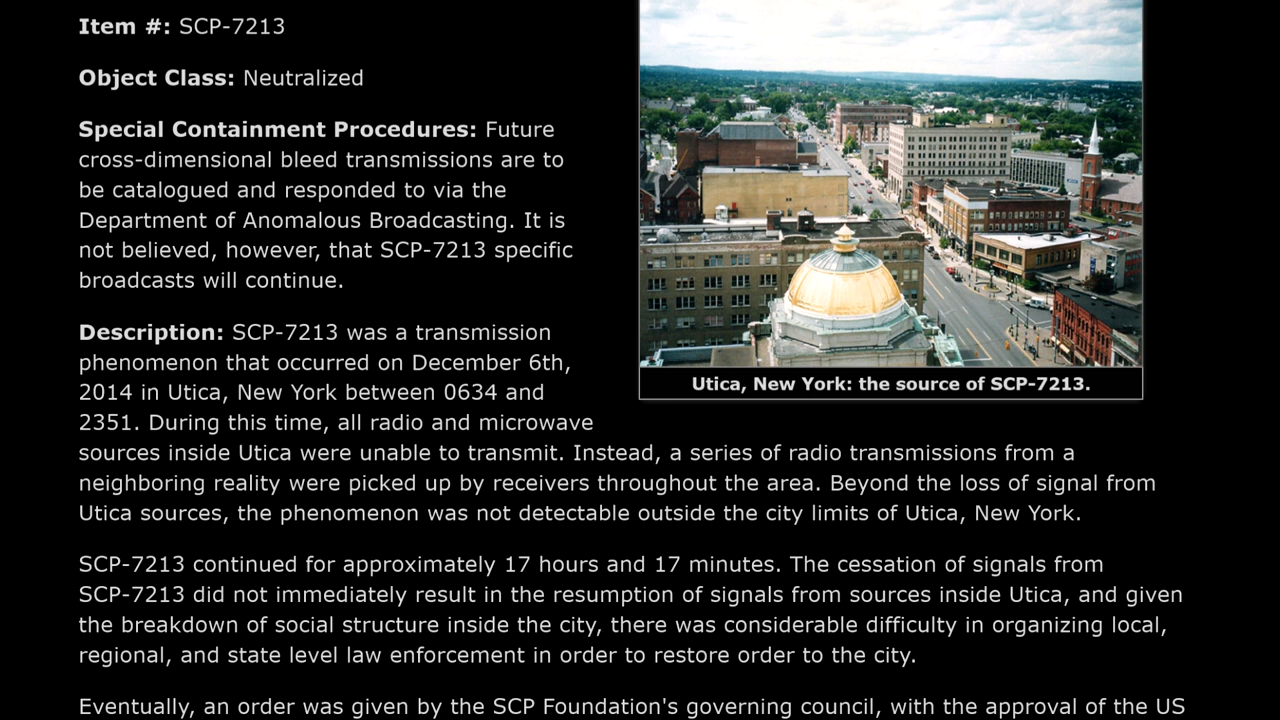 Item #: SCP-7213
Object Class: Neutralized
Special Containment Procedures: Future
cross-dimensional bleed transmissions are to
be catalogued and responded to via the
Department of Anomalous Broadcasting. It is
not believed, however, that SCP-7213 specific
broadcasts will continue.
Utica, New York: the source of SCP-7213.
Description: SCP-7213 was a transmission
phenomenon that occurred on December 6th,
2014 in Utica, New York between 0634 and
2351. During this time, all radio and microwave
sources inside Utica were unable to transmit. Instead, a series of radio transmissions from a
neighboring reality were picked up by receivers throughout the area. Beyond the loss of signal from
Utica sources, the phenomenon was not detectable outside the city limits of Utica, New York.
SCP-7213 continued for approximately 17 hours and 17 minutes. The cessation of signals from
SCP-7213 did not immediately result in the resumption of signals from sources inside Utica, and given
the breakdown of social structure inside the city, there was considerable difficulty in organizing local,
regional, and state level law enforcement in order to restore order to the city.
Eventually, an order was given by the SCP Foundation's governing council, with the approval of the US